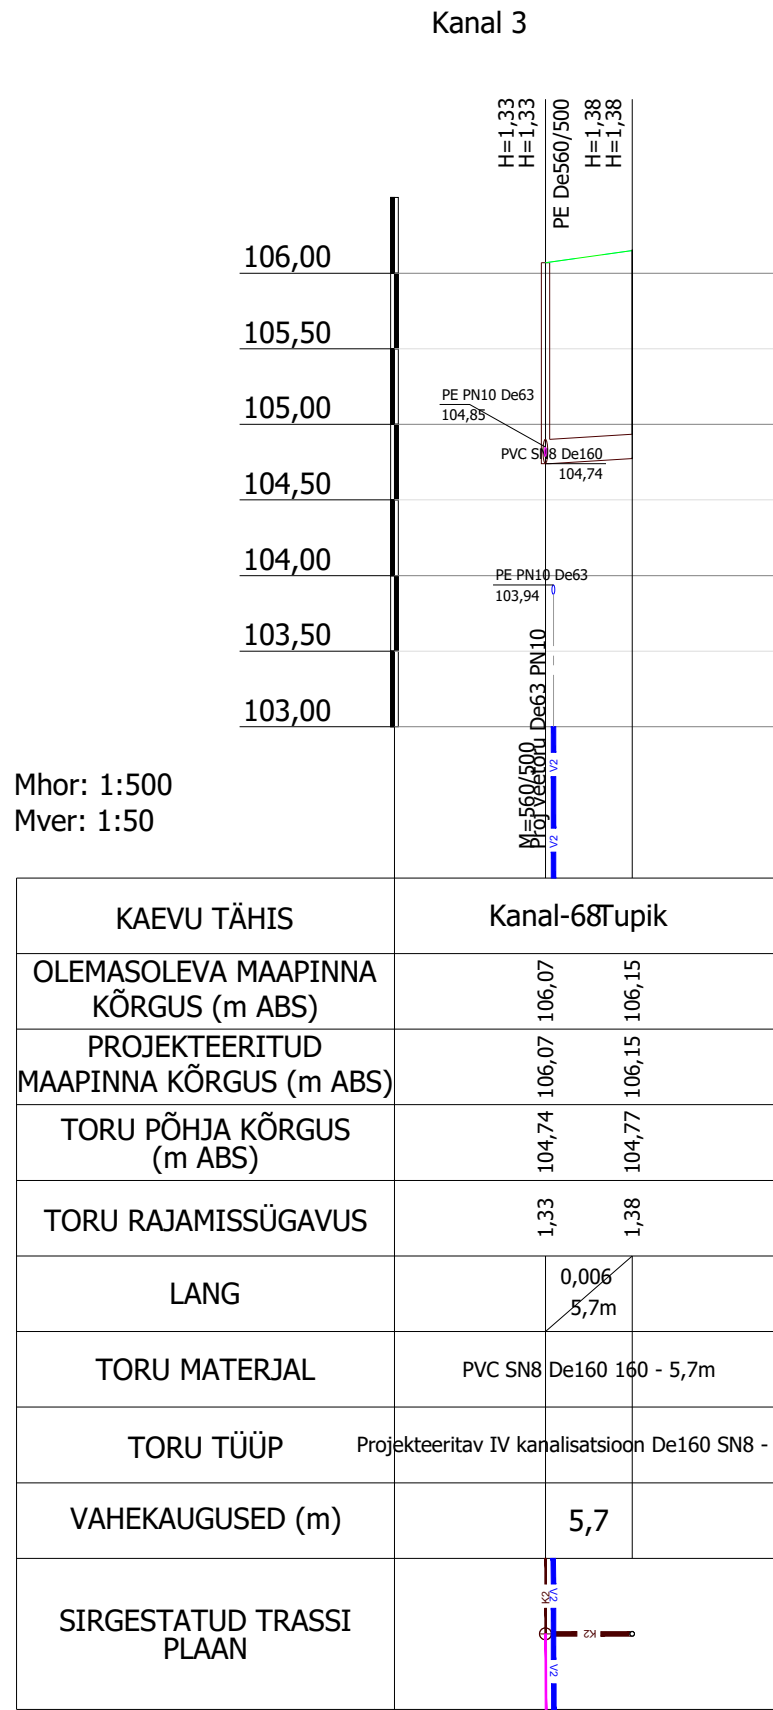 Kanal 3
H=1,33
H=1,33
PE De560/500
H=1,38
H=1,38
106,00
105,50
105,00
104,50
104,00
103,50
103,00
PE PN10 De63
104,85
PVC SN8 De160
104,74
PE PN10 De63
103,94
M=560/500
Proj veetoru De63 PN10
V2
V2
Mhor: 1:500
Mver: 1:50
KAEVU TÄHIS
Kanal-68
Tupik
OLEMASOLEVA MAAPINNA
KÕRGUS (m ABS)
106,07
106,15
PROJEKTEERITUD
MAAPINNA KÕRGUS (m ABS)
106,07
106,15
TORU PÕHJA KÕRGUS
(m ABS)
104,74
104,77
TORU RAJAMISSÜGAVUS
1,33
1,38
LANG
0,006
5,7m
TORU MATERJAL
PVC SN8 De160 160 - 5,7m
TORU TÜÜP
Projekteeritav IV kanalisatsioon De160 SN8 -
VAHEKAUGUSED (m)
5,7
SIRGESTATUD TRASSI
PLAAN
K2
V2
K2
V2